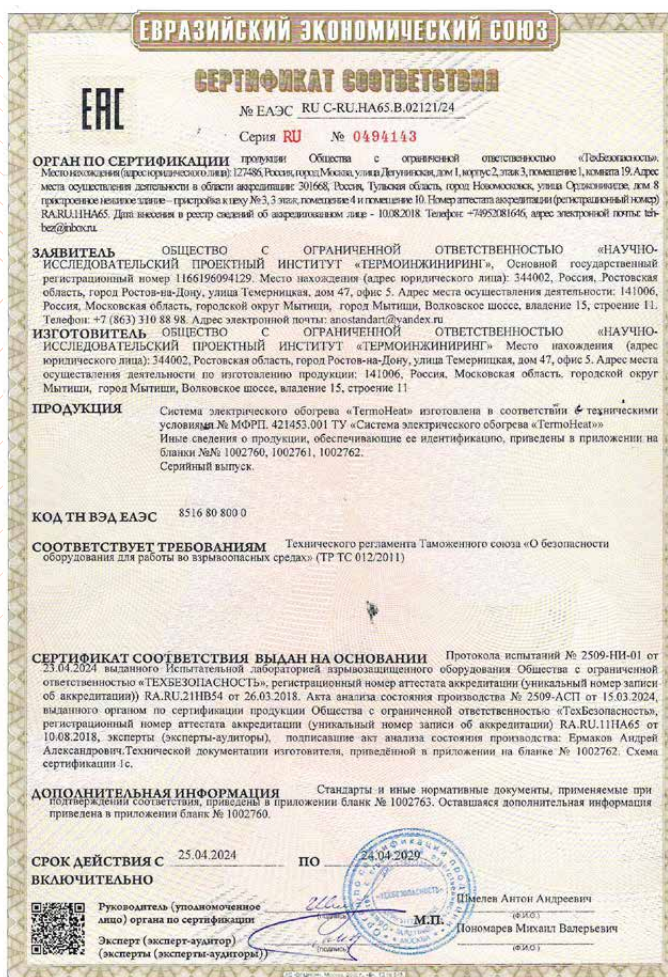 ЕВРАЗИЙСКИЙ ЭКОНОМИЧЕСКИЙ СОЮЗ
СЕРТИФИКАТ СООТВЕТСТВИЯ
ЕАС
№ ЕАЭС RU С-RU.НА65.В.02121/24
Серия RU № 0494143
ОРГАН ПО СЕРТИФИКАЦИИ продукции Общества с ограниченной ответственностью «ТехБезопасность».
Место нахождения (адрес юридического лица): 127486, Россия, город Москва, улица Дегунинская, дом 1, корпус 2, этаж 3, помещение 1, комната 19. Адрес
места осуществления деятельности в области аккредитации: 301668, Россия, Тульская область, город Новомосковск, улица Орджоникидзе, дом 8
пристроенное нежилое здание – пристройка к цеху № 3, 3 этаж, помещение 4 и помещение 10. Номер аттестата аккредитации (регистрационный номер)
RA.RU.11НА65. Дата внесения в реестр сведений об аккредитованном лице - 10.08.2018. Телефон: +74952081646, адрес электронной почты: teh-
bez@inbox.ru.
ЗАЯВИТЕЛЬ ОБЩЕСТВО С ОГРАНИЧЕННОЙ ОТВЕТСТВЕННОСТЬЮ «НАУЧНО-
ИССЛЕДОВАТЕЛЬСКИЙ ПРОЕКТНЫЙ ИНСТИТУТ «ТЕРМОИНЖИНИРИНГ», Основной государственный
регистрационный номер 1166196094129. Место нахождения (адрес юридического лица): 344002, Россия, Ростовская
область, город Ростов-на-Дону, улица Темерницкая, дом 47, офис 5. Адрес места осуществления деятельности: 141006,
Россия, Московская область, городской округ Мытищи, город Мытищи, Волковское шоссе, владение 15, строение 11.
Телефон: +7 (863) 310 88 98. Адрес электронной почты: anostandart@yandex.ru
ИЗГОТОВИТЕЛЬ ОБЩЕСТВО С ОГРАНИЧЕННОЙ ОТВЕТСТВЕННОСТЬЮ «НАУЧНО-
ИССЛЕДОВАТЕЛЬСКИЙ ПРОЕКТНЫЙ ИНСТИТУТ «ТЕРМОИНЖИНИРИНГ» Место нахождения (адрес
юридического лица): 344002, Ростовская область, город Ростов-на-Дону, улица Темерницкая, дом 47, офис 5. Адрес места
осуществления деятельности по изготовлению продукции: 141006, Россия, Московская область, городской округ
Мытищи, город Мытищи, Волковское шоссе, владение 15, строение 11
ПРОДУКЦИЯ Система электрического обогрева «TermoHeat» изготовлена в соответствии с техническими
условиями № МФРП. 421453.001 ТУ «Система электрического обогрева «TermoHeat»»
Иные сведения о продукции, обеспечивающие ее идентификацию, приведены в приложении на
бланки №№ 1002760, 1002761, 1002762.
Серийный выпуск.
КОД ТН ВЭД ЕАЭС 8516 80 800 0
СООТВЕТСТВУЕТ ТРЕБОВАНИЯМ Технического регламента Таможенного союза «О безопасности
оборудования для работы во взрывоопасных средах» (ТР ТС 012/2011)
СЕРТИФИКАТ СООТВЕТСТВИЯ ВЫДАН НА ОСНОВАНИИ Протокола испытаний № 2509-НИ-01 от
23.04.2024 выданного Испытательной лабораторией взрывозащищенного оборудования Общества с ограниченной
ответственностью «ТЕХБЕЗОПАСНОСТЬ», регистрационный номер аттестата аккредитации (уникальный номер записи
об аккредитации)) RA.RU.21НВ54 от 26.03.2018. Акта анализа состояния производства № 2509-АСП от 15.03.2024,
выданного органом по сертификации продукции Общества с ограниченной ответственностью «ТехБезопасность»,
регистрационный номер аттестата аккредитации (уникальный номер записи об аккредитации) RA.RU.11НА65 от
10.08.2018, эксперты (эксперты-аудиторы), подписавшие акт анализа состояния производства: Ермаков Андрей
Александрович.Технической документации изготовителя, приведённой в приложении на бланке № 1002762. Схема
сертификации 1с.
ДОПОЛНИТЕЛЬНАЯ ИНФОРМАЦИЯ Стандарты и иные нормативные документы, применяемые при
подтверждении соответствия, приведены в приложении бланк № 1002763. Оставшаяся дополнительная информация
приведена в приложении бланк № 1002760.
СРОК ДЕЙСТВИЯ С 25.04.2024 ПО 24.04.2029
ВКЛЮЧИТЕЛЬНО
Руководитель (уполномоченное
лицо) органа по сертификации (подпись) М.П. Шмелев Антон Андреевич (Ф.И.О.)
Эксперт (эксперт-аудитор)
(эксперты (эксперты-аудиторы)) (подпись) Пономарев Михаил Валерьевич (Ф.И.О.)
«ТЕХБЕЗОПАСНОСТЬ»
МОСКВА